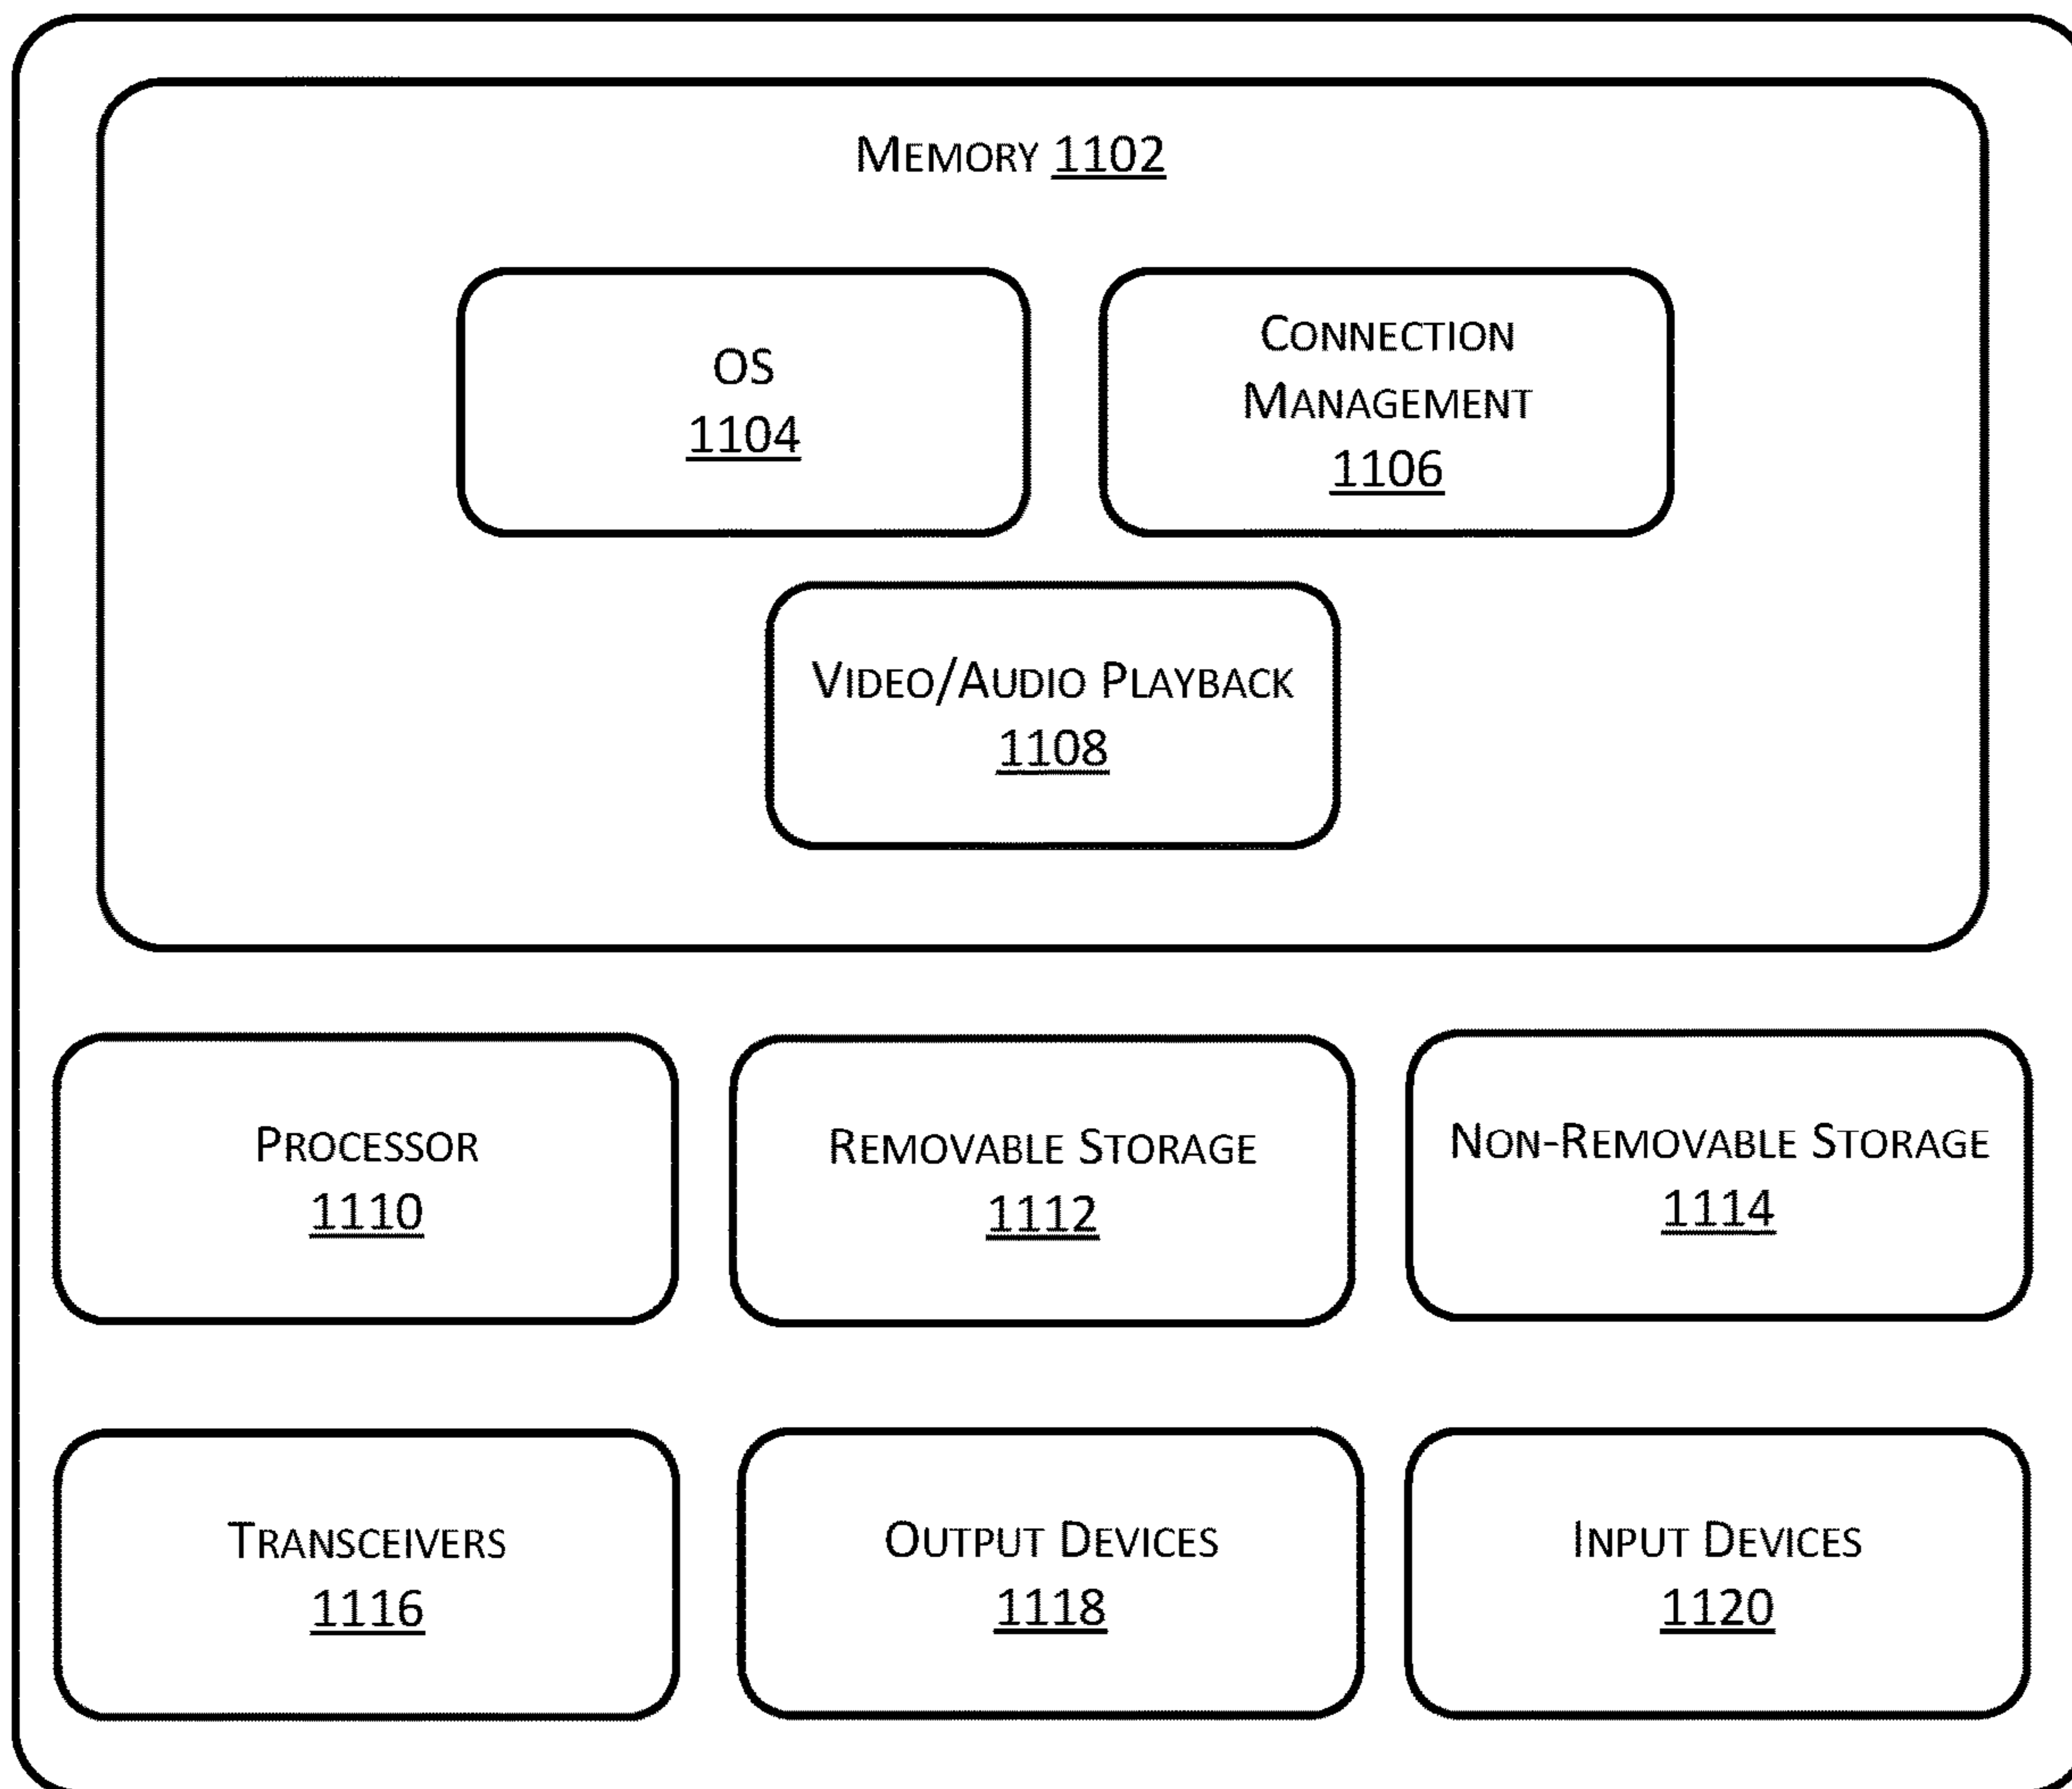 MEMORY 1102
OS
1104
CONNECTION
MANAGEMENT
1106
VIDEO/AUDIO PLAYBACK
1108
PROCESSOR
1110
REMOVABLE STORAGE
1112
NON-REMOVABLE STORAGE
1114
TRANSCEIVERS
1116
OUTPUT DEVICES
1118
INPUT DEVICES
1120